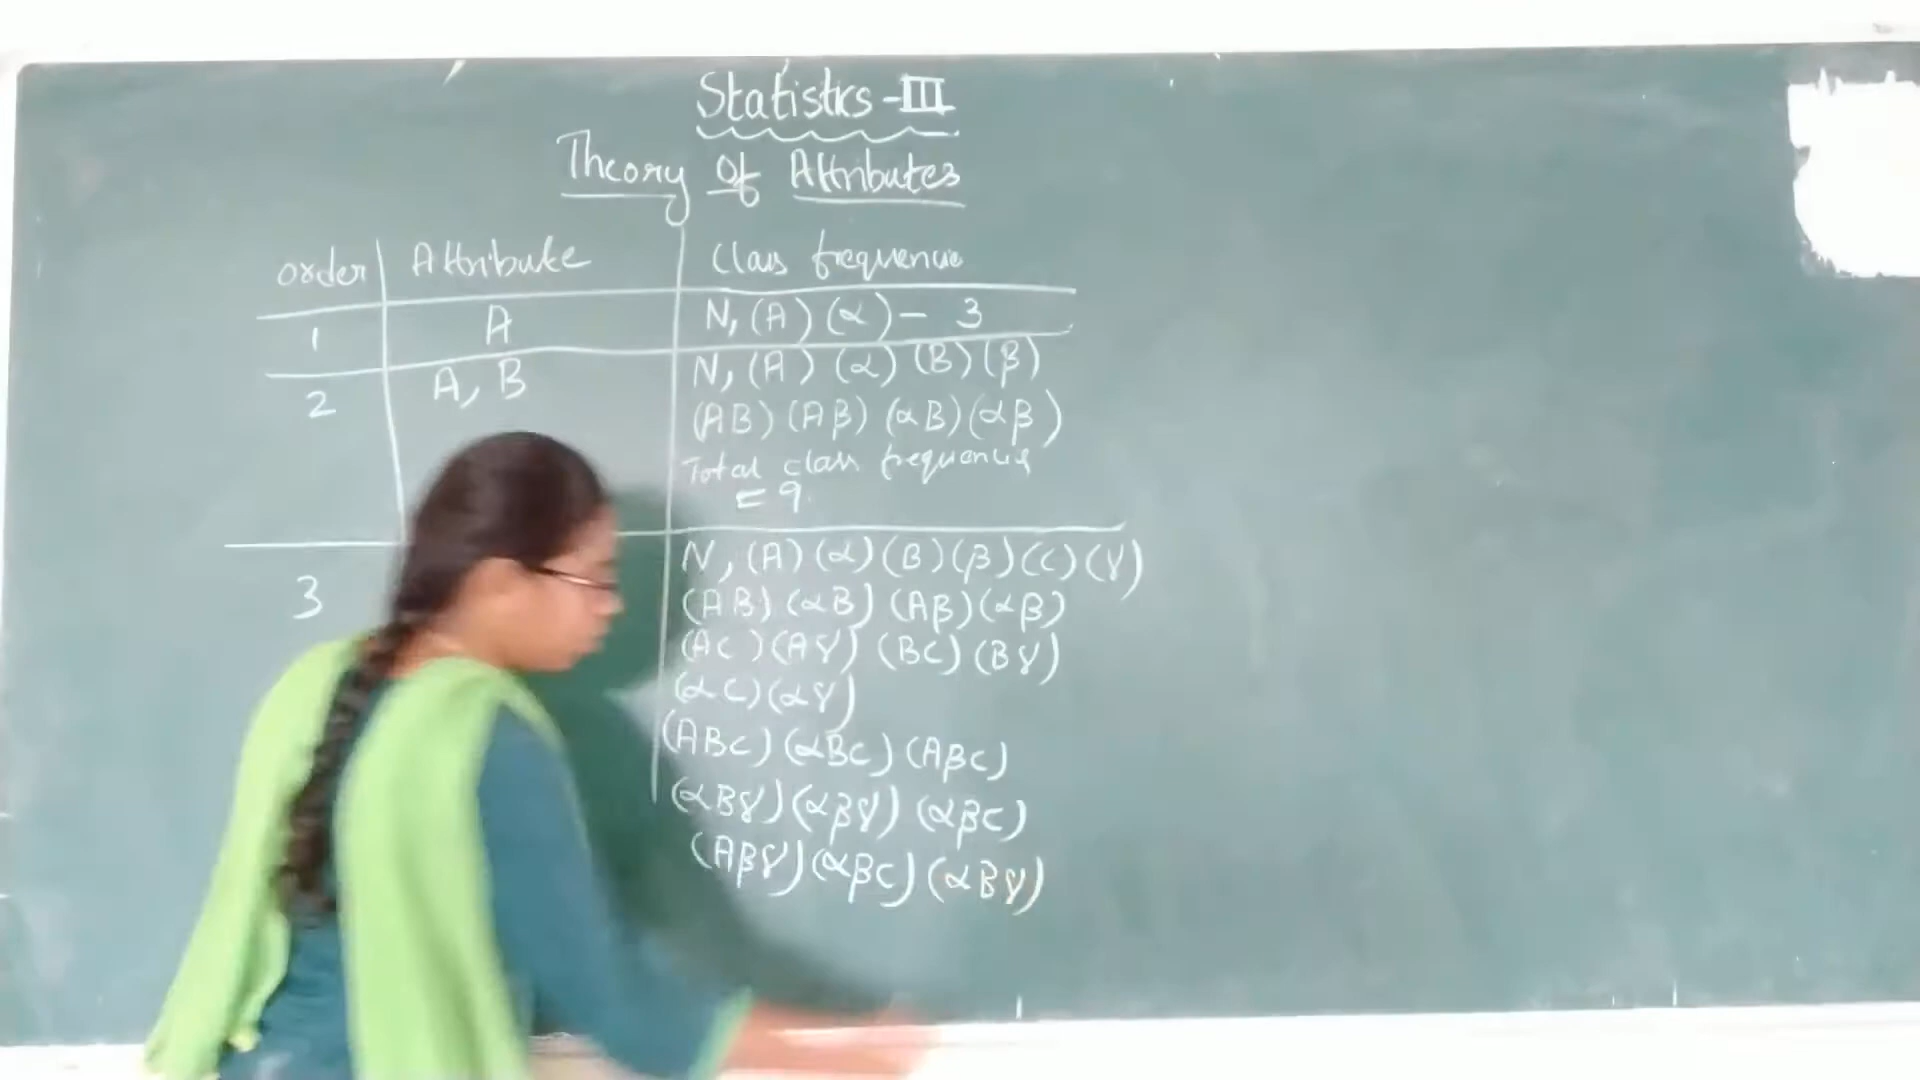 Statistics - III
Theory of Attributes
order Attribute Class frequencies
1 A N, (A) (α) - 3
2 A, B N, (A) (α) (B) (β)
(AB) (Aβ) (αB) (αβ)
Total class frequencies
= 9.
3 N, (A) (α) (B) (β) (C) (γ)
(AB) (αB) (Aβ) (αβ)
(AC) (Aγ) (BC) (Bγ)
(αC) (αγ)
(ABC) (αBC) (AβC)
(αBγ) (αβγ) (αβC)
(Aβγ) (αβC) (αBγ)